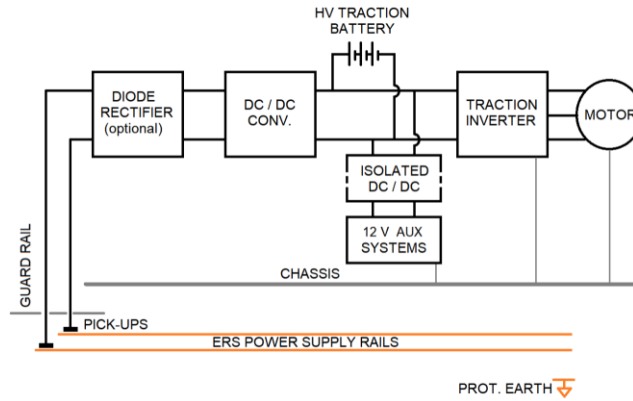 HV TRACTION
BATTERY
DIODE
RECTIFIER
(optional)
DC / DC
CONV.
TRACTION
INVERTER
MOTOR
ISOLATED
DC / DC
12 V AUX
SYSTEMS
GUARD RAIL
CHASSIS
PICK-UPS
ERS POWER SUPPLY RAILS
PROT. EARTH